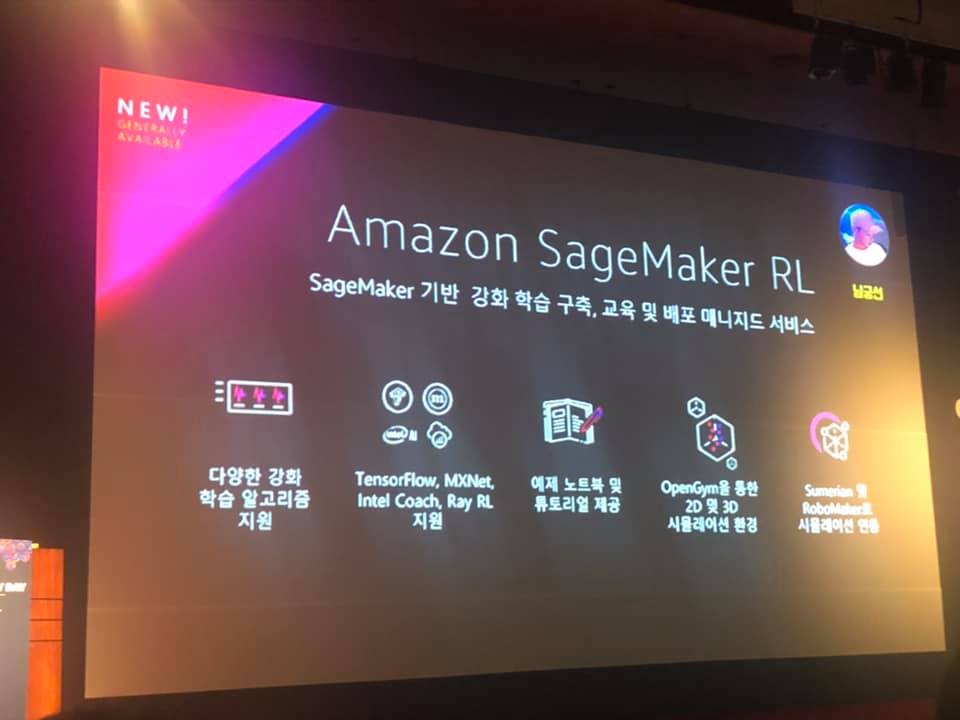 NEW!
GENERALLY
AVAILABLE
Amazon SageMaker RL
SageMaker 기반 강화 학습 구축, 교육 및 배포 매니지드 서비스
남궁선
다양한 강화
학습 알고리즘
지원
m
intel AI
TensorFlow, MXNet,
Intel Coach, Ray RL
지원
예제 노트북 및
튜토리얼 제공
OpenGym을 통한
2D 및 3D
시뮬레이션 환경
Sumerian 및
RoboMaker로
시뮬레이션 연동